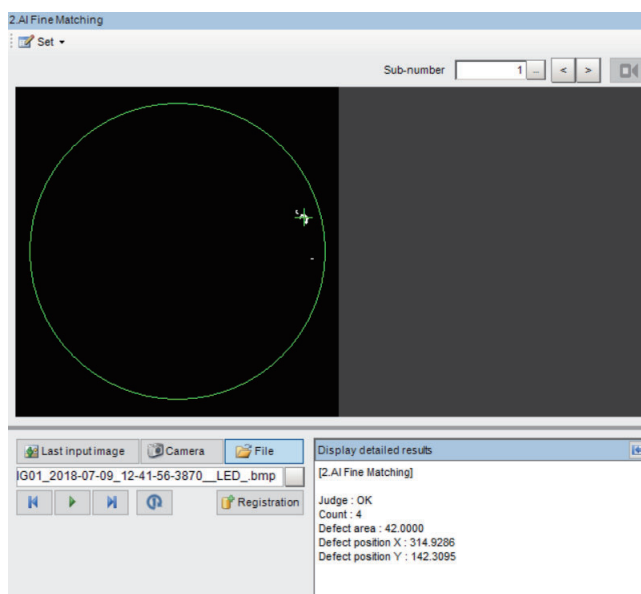 2.AI Fine Matching
Set
Sub-number 1 ... < >
Last input image Camera File
IG01_2018-07-09_12-41-56-3870__LED_.bmp
Registration
Display detailed results
[2.AI Fine Matching]
Judge : OK
Count : 4
Defect area : 42.0000
Defect position X : 314.9286
Defect position Y : 142.3095